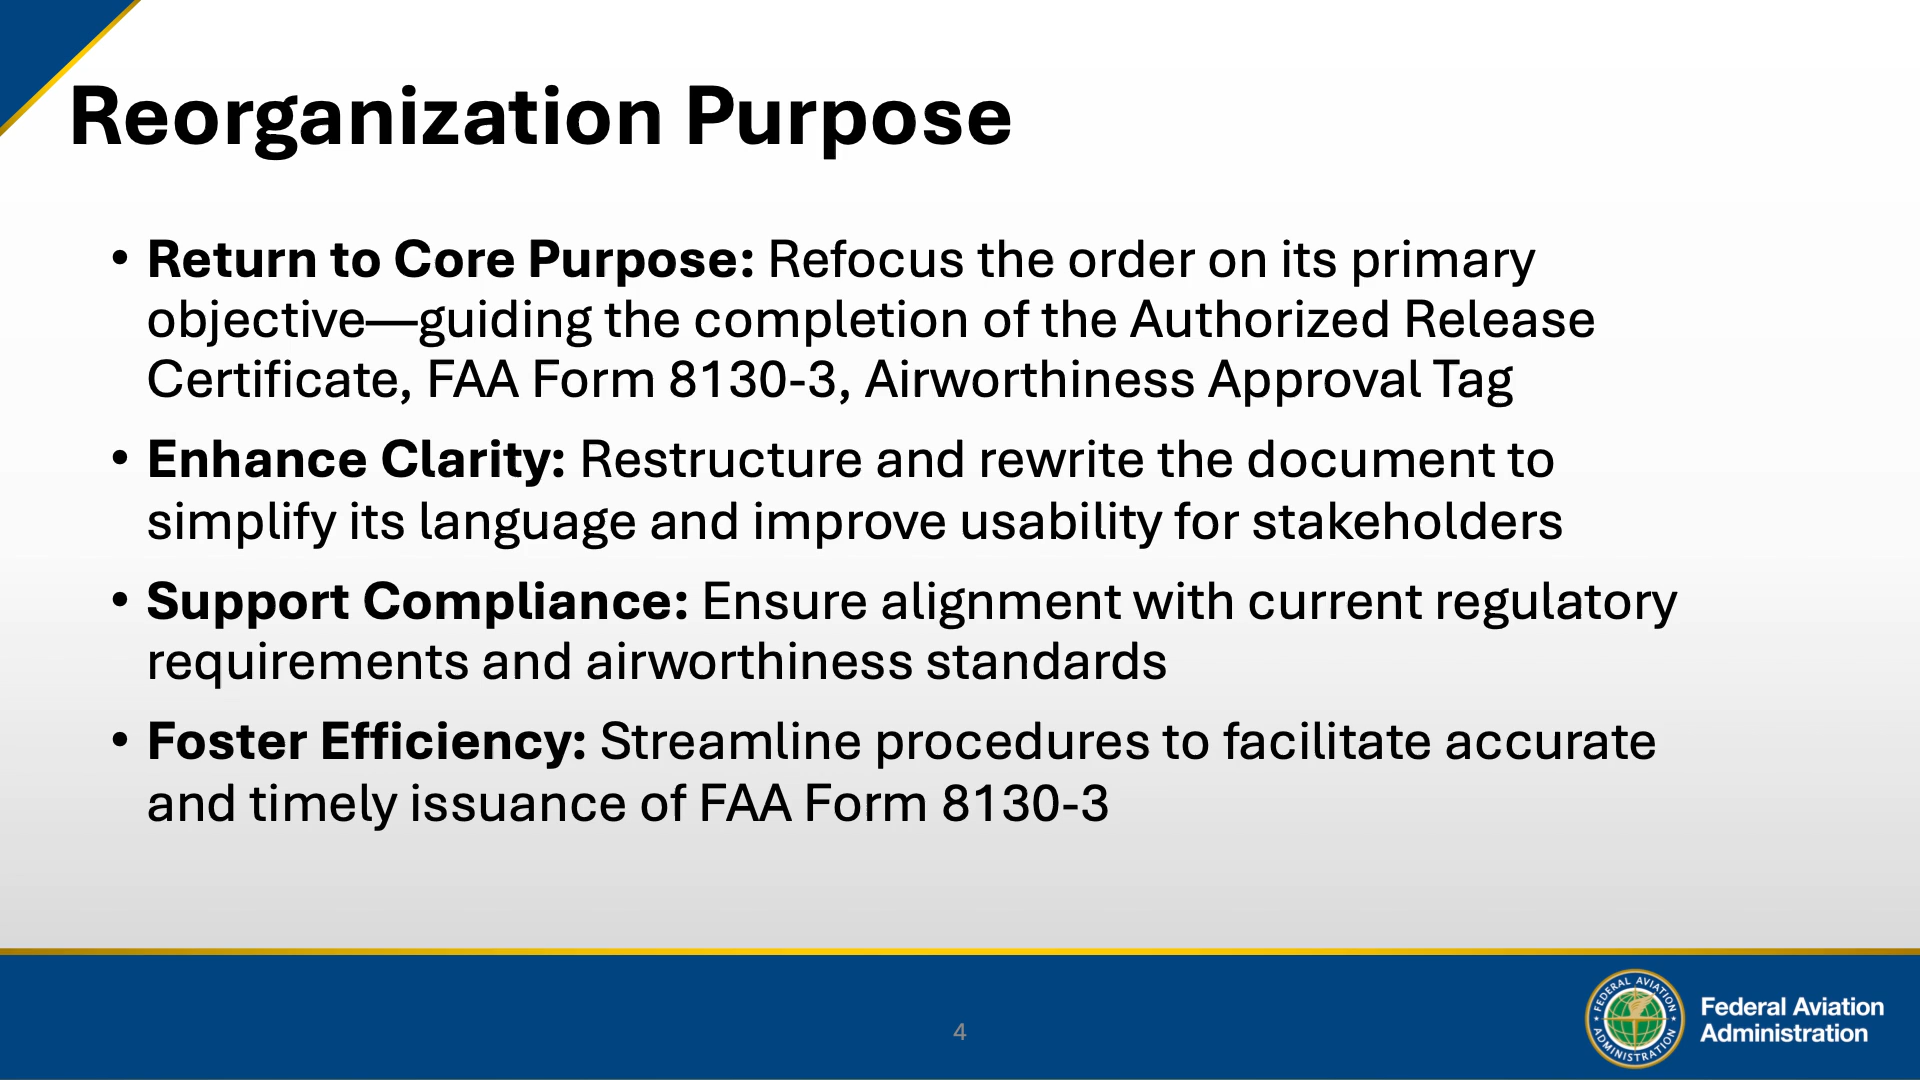 Reorganization Purpose
• Return to Core Purpose: Refocus the order on its primary
objective—guiding the completion of the Authorized Release
Certificate, FAA Form 8130-3, Airworthiness Approval Tag
• Enhance Clarity: Restructure and rewrite the document to
simplify its language and improve usability for stakeholders
• Support Compliance: Ensure alignment with current regulatory
requirements and airworthiness standards
• Foster Efficiency: Streamline procedures to facilitate accurate
and timely issuance of FAA Form 8130-3
4
FEDERAL AVIATION
ADMINISTRATION
Federal Aviation
Administration